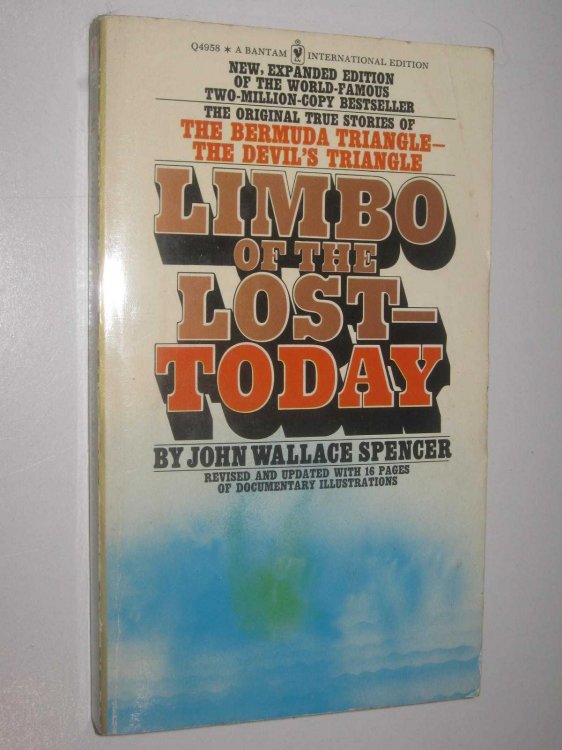 Q4958 * A BANTAM INTERNATIONAL EDITION
NEW, EXPANDED EDITION
OF THE WORLD-FAMOUS
TWO-MILLION-COPY BESTSELLER
THE ORIGINAL TRUE STORIES OF
THE BERMUDA TRIANGLE—
THE DEVIL'S TRIANGLE
LIMBO
OF THE
LOST—
TODAY
BY JOHN WALLACE SPENCER
REVISED AND UPDATED WITH 16 PAGES
OF DOCUMENTARY ILLUSTRATIONS